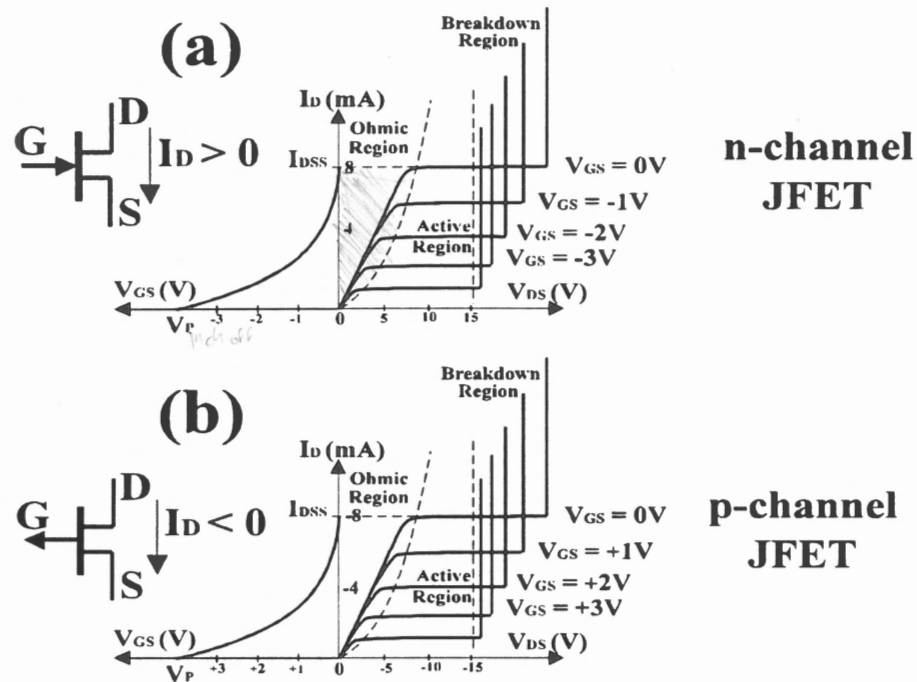 (a)
Breakdown
Region
ID (mA)
Ohmic
Region
D
G
ID > 0
S
IDSS
8
VGS = 0V
n-channel
JFET
VGS = -1V
4
Active
Region
VGS = -2V
VGS = -3V
VGS (V)
VDS (V)
VP
-3
-2
-1
0
5
10
15
Pinch off
(b)
Breakdown
Region
ID (mA)
Ohmic
Region
D
G
ID < 0
S
IDSS
-8
VGS = 0V
p-channel
JFET
VGS = +1V
-4
Active
Region
VGS = +2V
VGS = +3V
VGS (V)
VDS (V)
VP
+3
+2
+1
0
-5
-10
-15